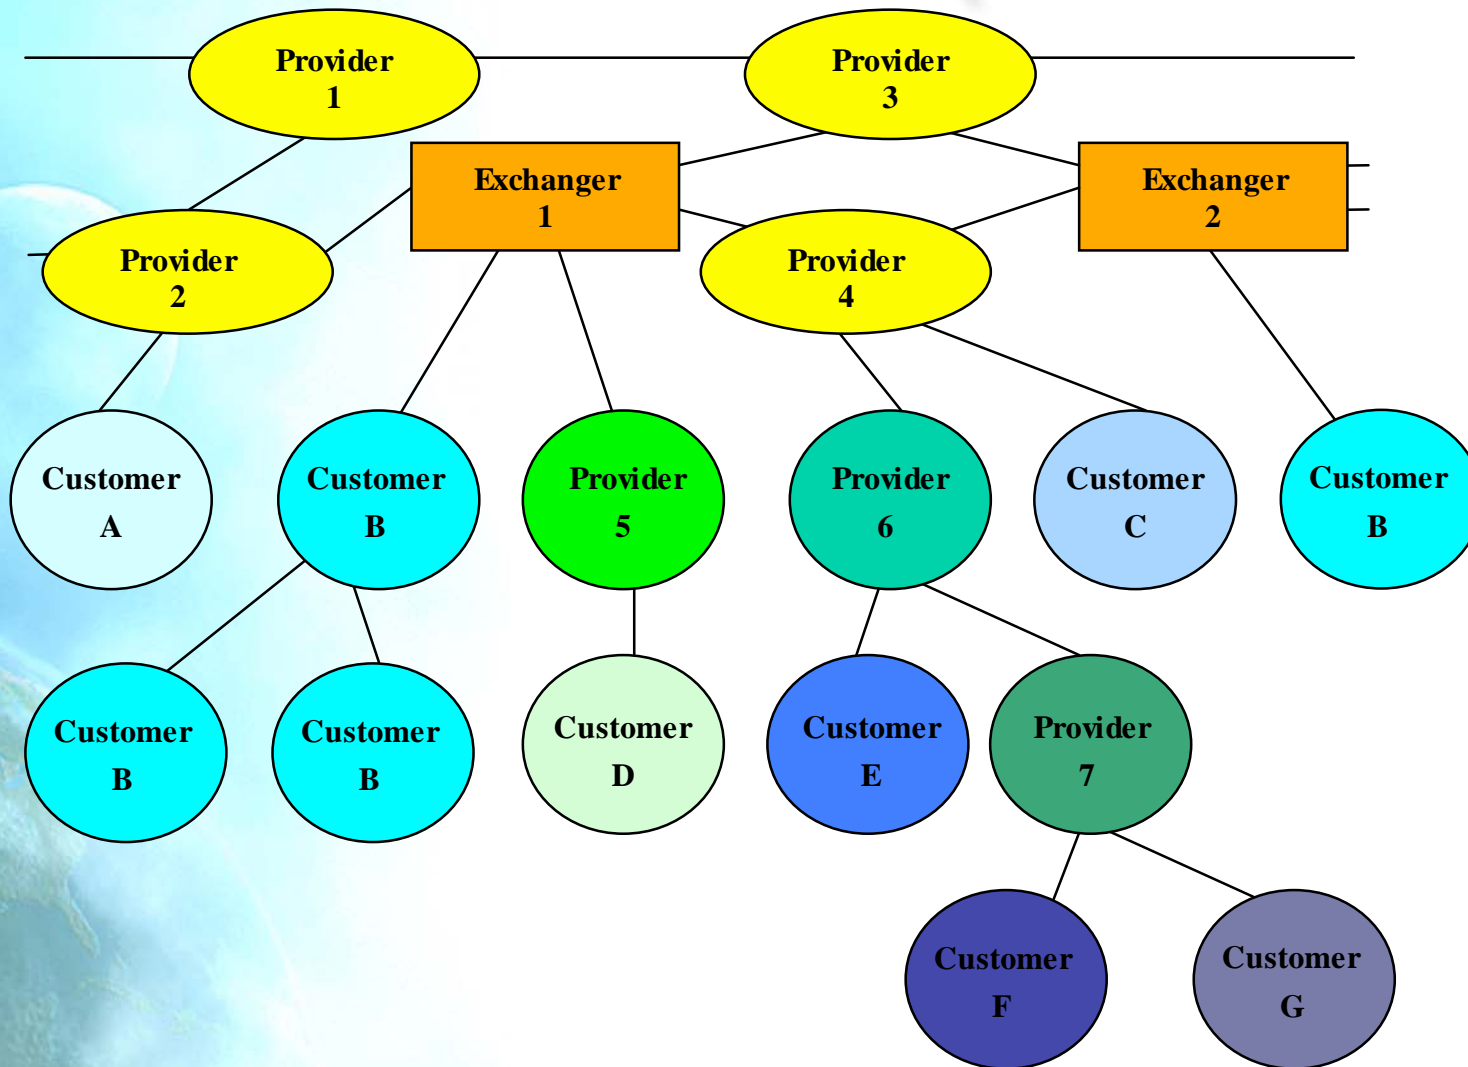 Provider
1
Provider
3
Exchanger
1
Exchanger
2
Provider
2
Provider
4
Customer
A
Customer
B
Provider
5
Provider
6
Customer
C
Customer
B
Customer
B
Customer
B
Customer
D
Customer
E
Provider
7
Customer
F
Customer
G